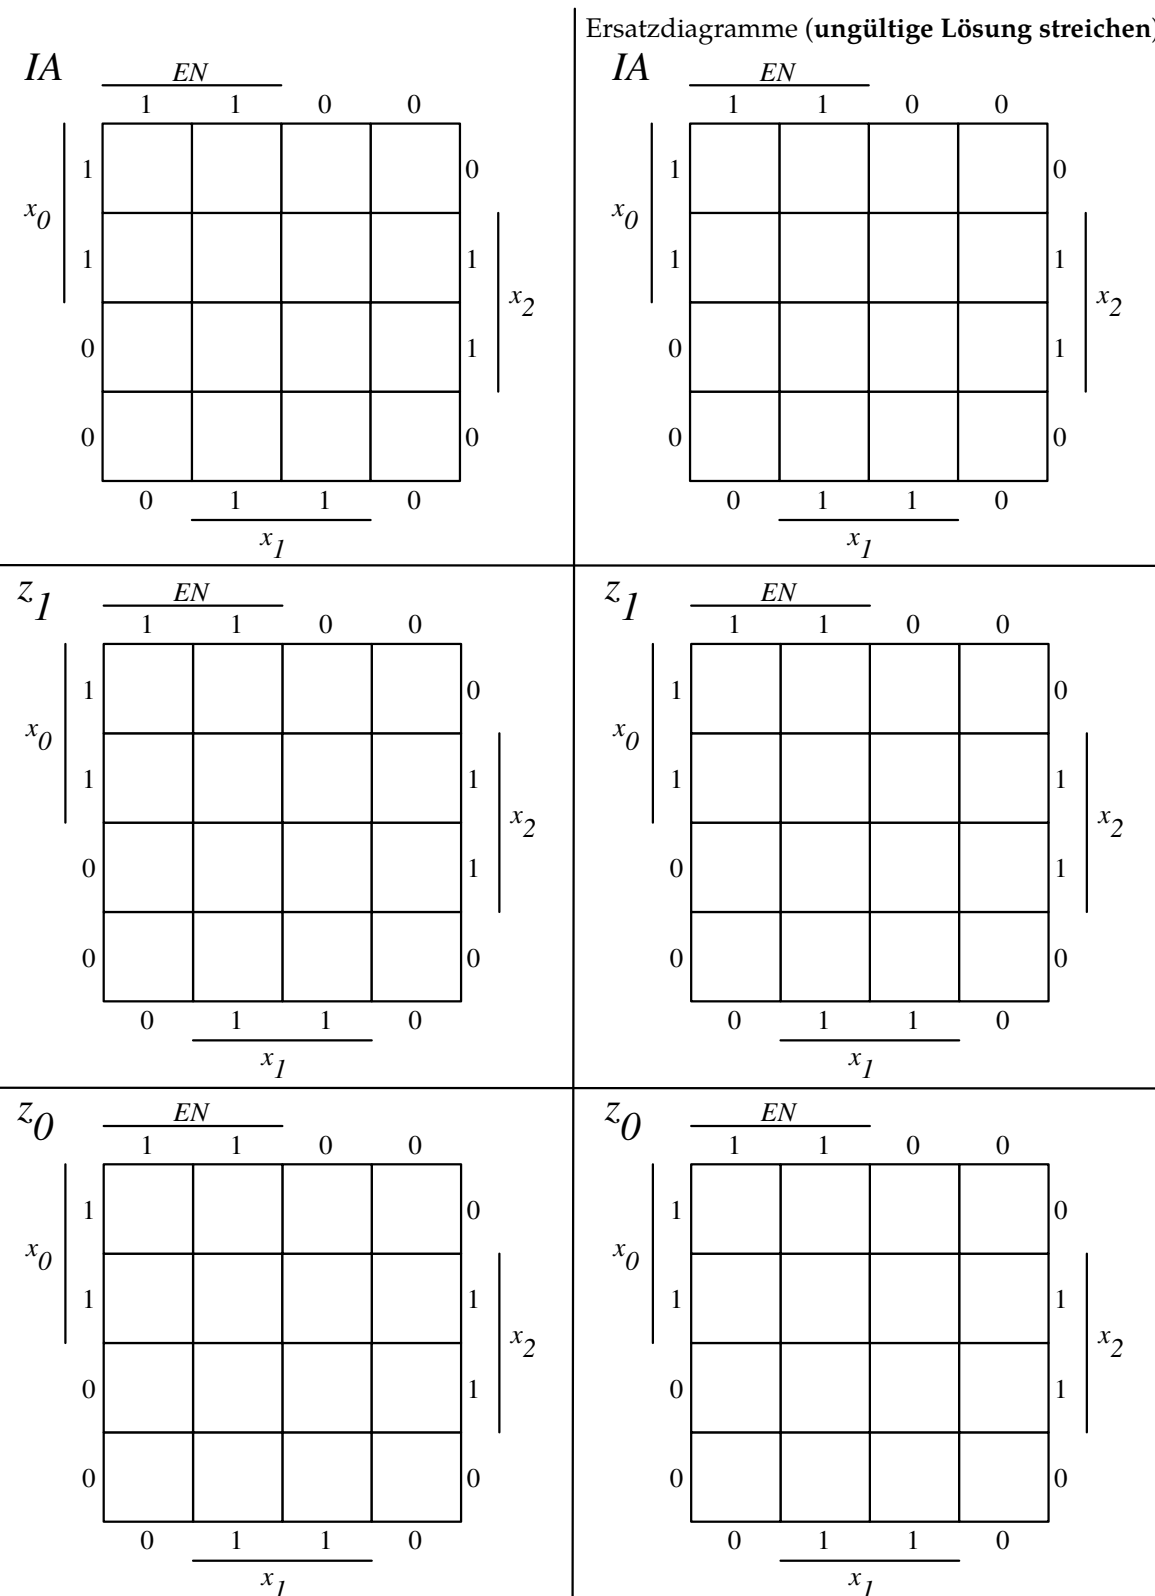 Ersatzdiagramme (ungültige Lösung streichen)
IA EN IA EN
1 1 0 0 1 1 0 0
1 0 1 0
x0 x0
1 1 1 1
x2 x2
0 1 0 1
0 0 0 0
0 1 1 0 0 1 1 0
x1 x1
z1 EN z1 EN
1 1 0 0 1 1 0 0
1 0 1 0
x0 x0
1 1 1 1
x2 x2
0 1 0 1
0 0 0 0
0 1 1 0 0 1 1 0
x1 x1
z0 EN z0 EN
1 1 0 0 1 1 0 0
1 0 1 0
x0 x0
1 1 1 1
x2 x2
0 1 0 1
0 0 0 0
0 1 1 0 0 1 1 0
x1 x1